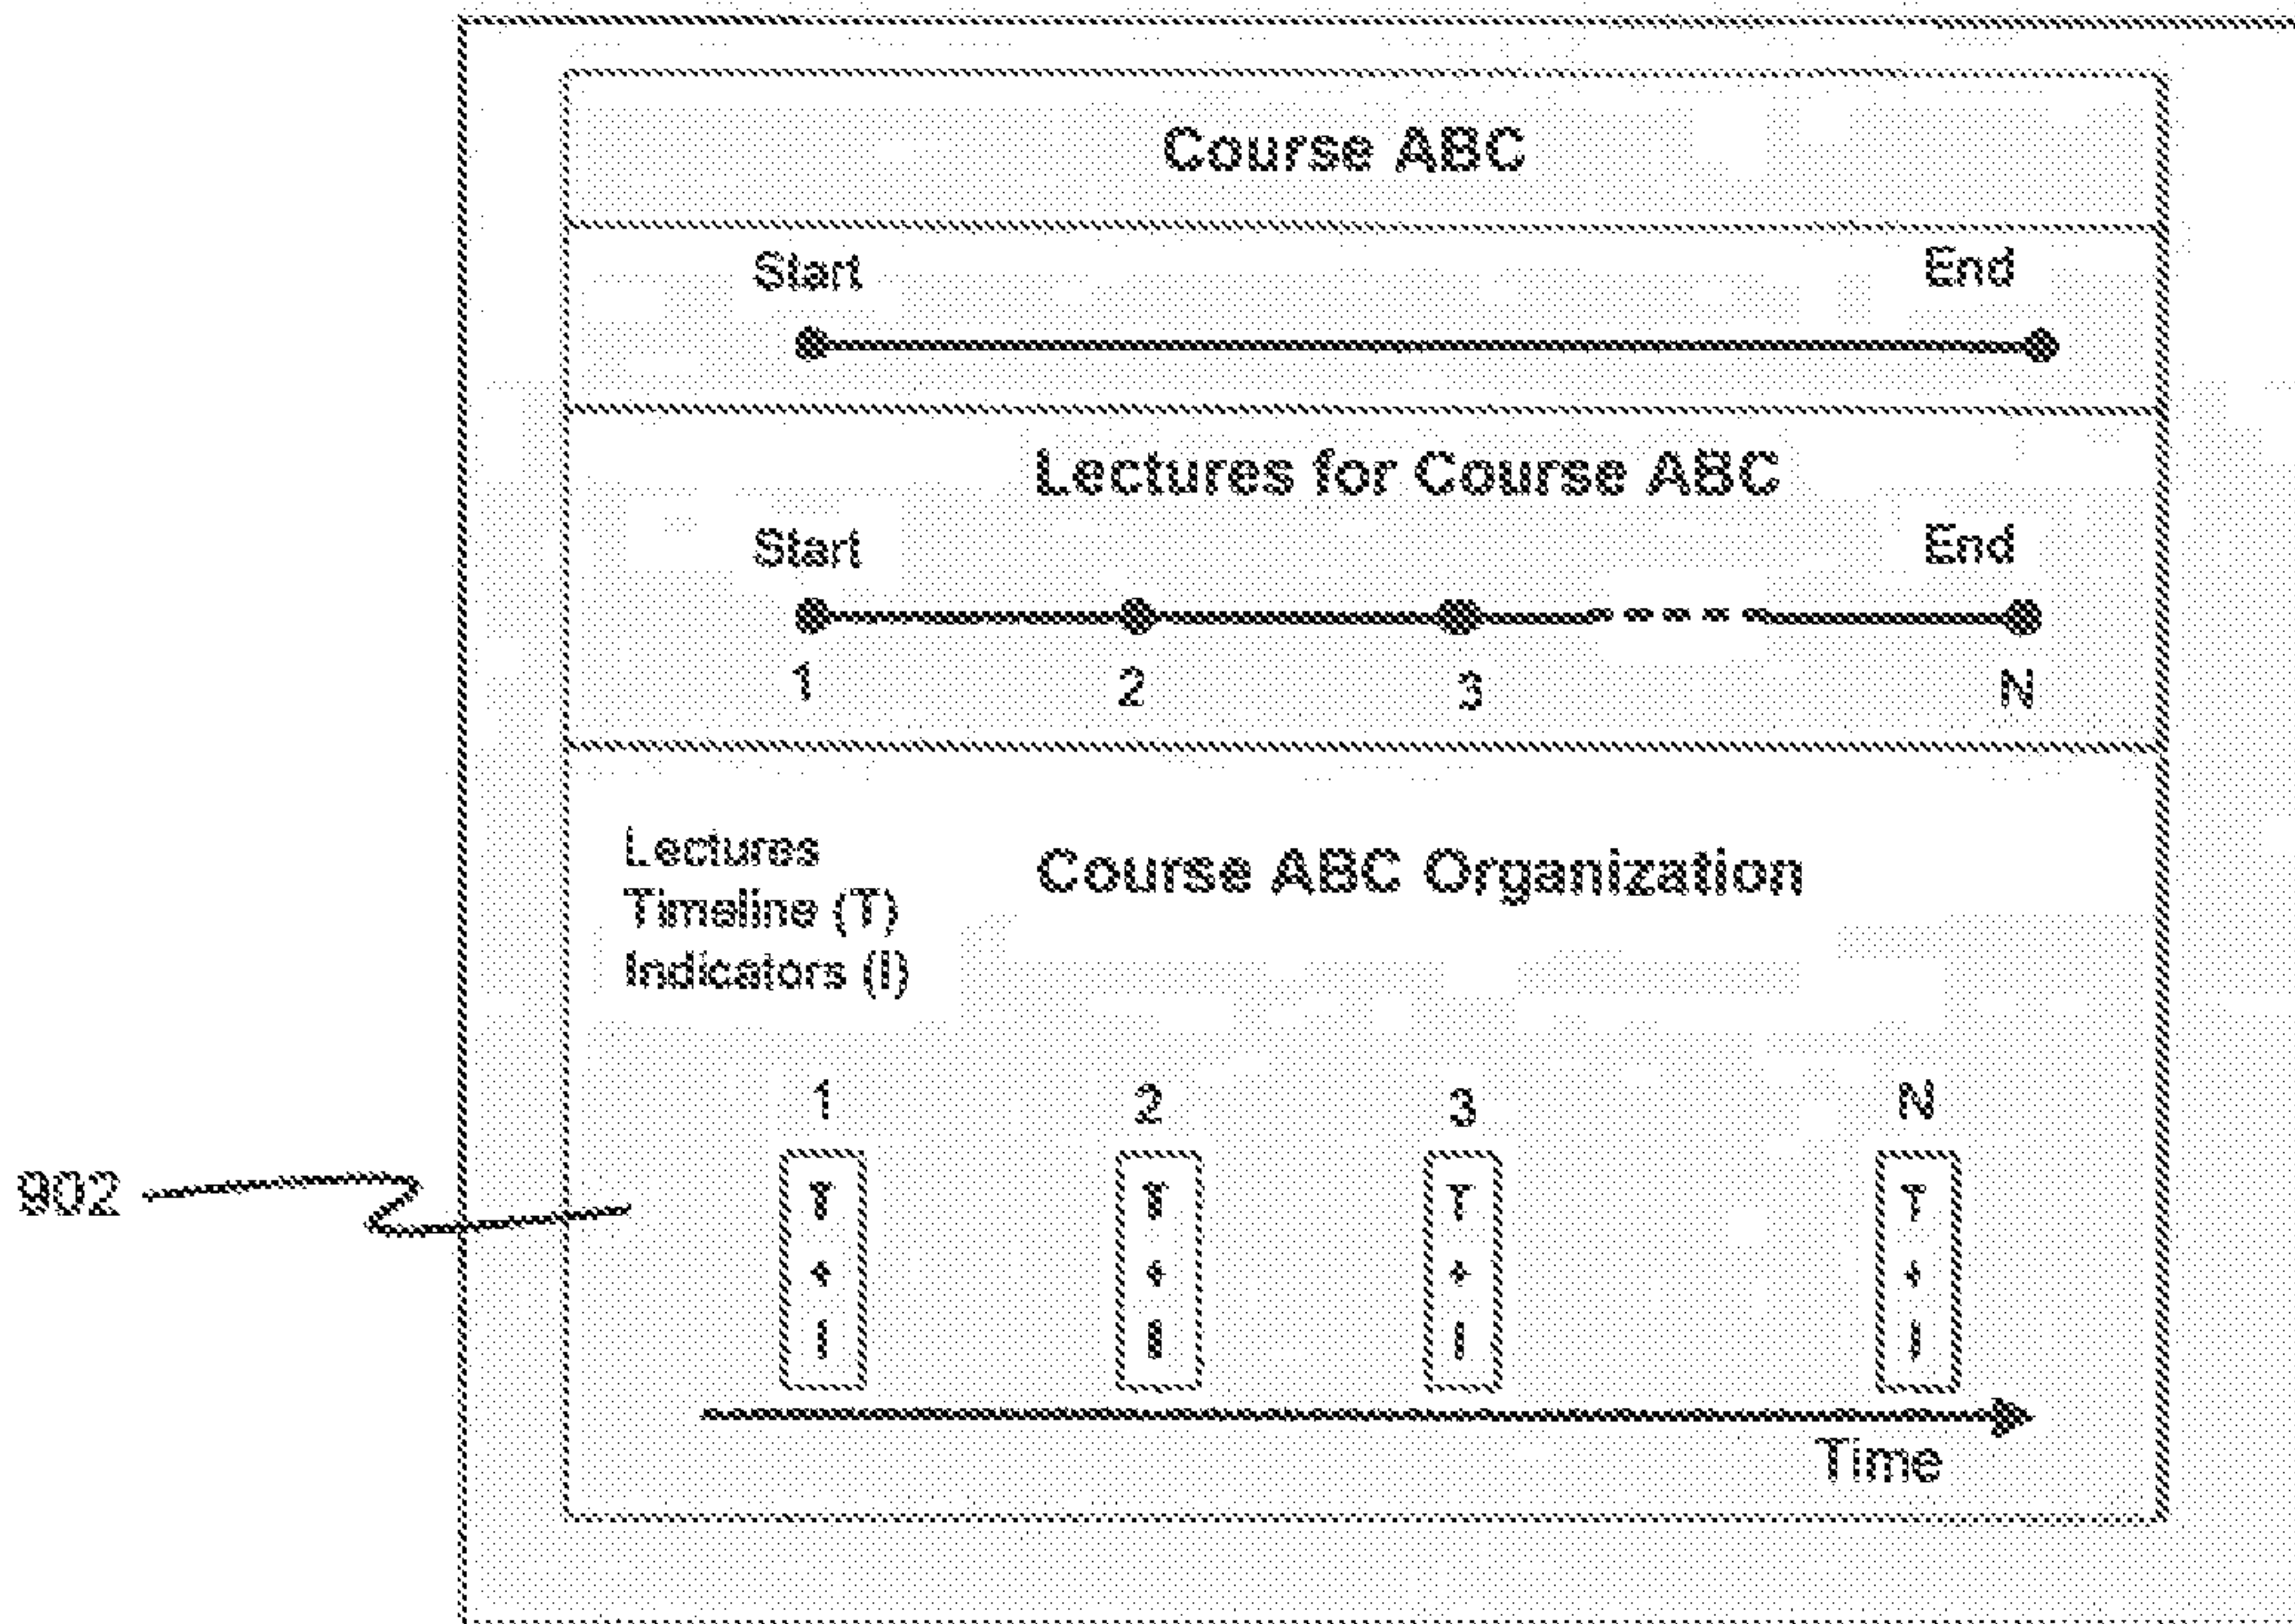 Course ABC
Start End
Lectures for Course ABC
Start End
1 2 3 N
Lectures
Timeline (T)
Indicators (I)
Course ABC Organization
1 2 3 N
902
T T T T
+ + + +
I I I I
Time